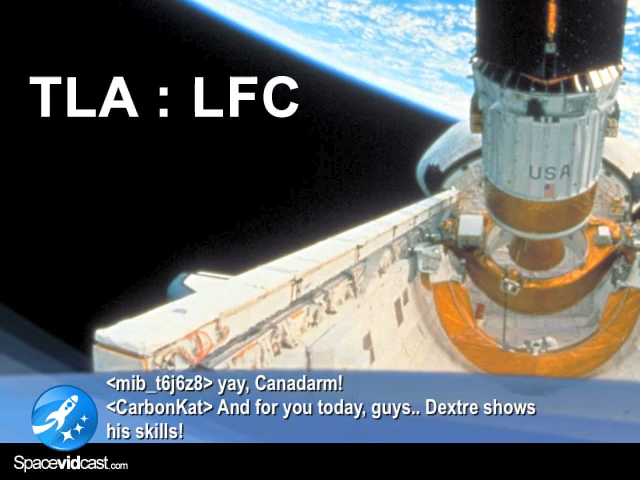 TLA : LFC
USA
<mib_t6j6z8> yay, Canadarm!
<CarbonKat> And for you today, guys.. Dextre shows
his skills!
Spacevidcast.com